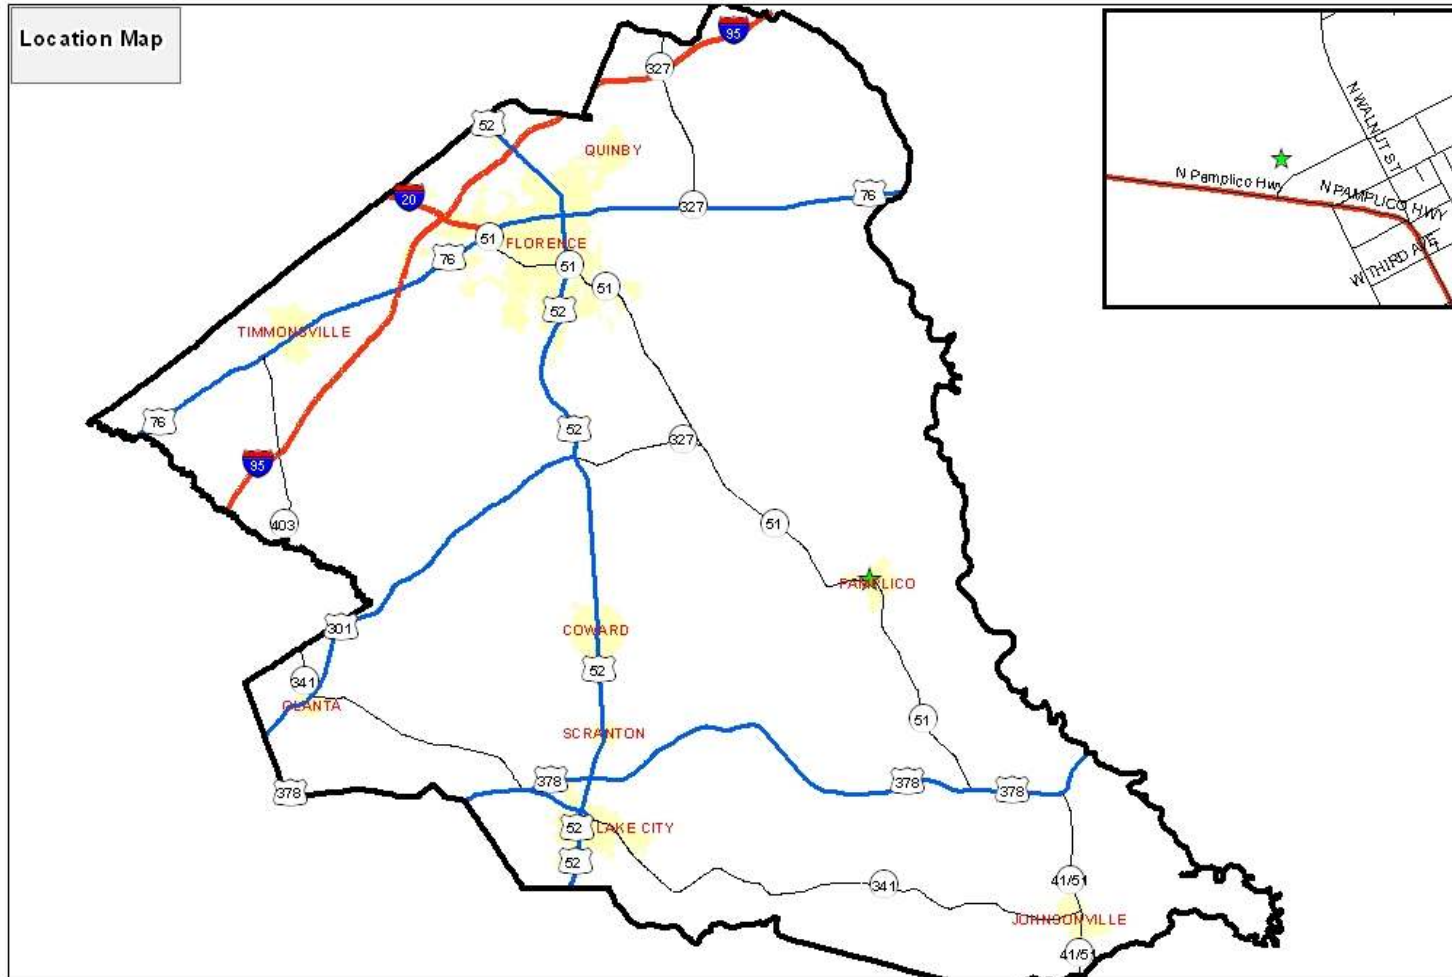 Location Map
95
327
52
QUINBY
20
76
327
51
FLORENCE
51
76
51
52
TIMMONSVILLE
76
52
327
95
403
51
PAMPLICO
301
COWARD
52
341
OLANTA
51
SCRANTON
378
378
378
378
52
LAKE CITY
52
341
41/51
JOHNSONVILLE
41/51
N WALNUT ST
N Pamplico Hwy
N PAMPLICO HWY
W THIRD AVE